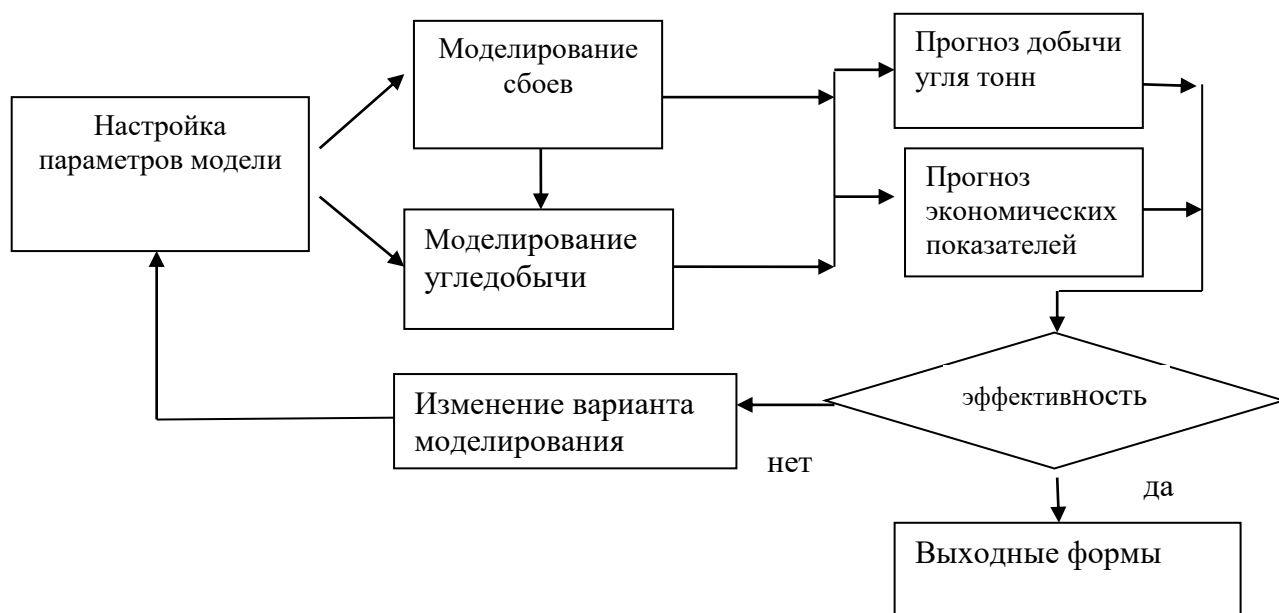 Настройка
параметров модели
Моделирование
сбоев
Моделирование
угледобычи
Прогноз добычи
угля тонн
Прогноз
экономических
показателей
эффективность
Изменение варианта
моделирования
нет
да
Выходные формы